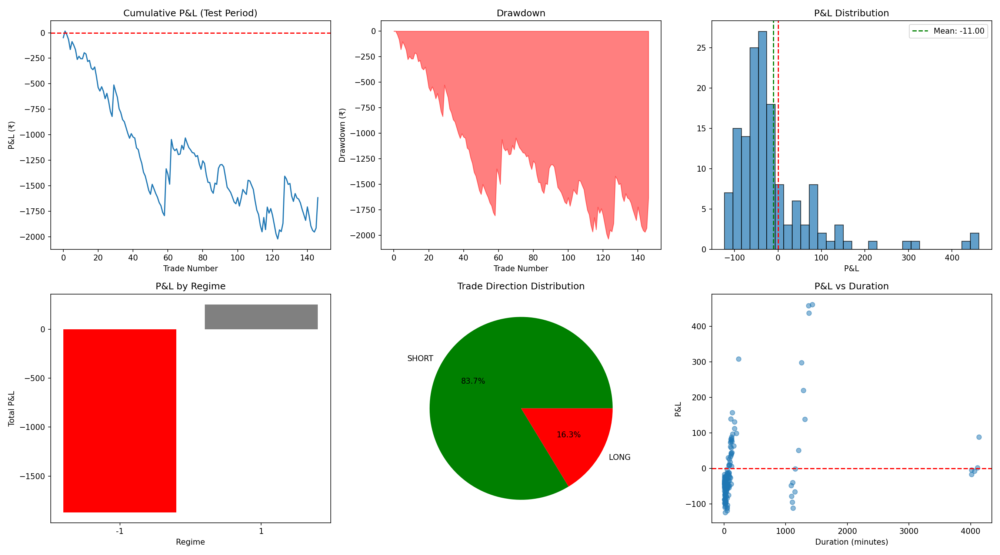 Cumulative P&L (Test Period)
P&L (₹)
0
−250
−500
−750
−1000
−1250
−1500
−1750
−2000
0 20 40 60 80 100 120 140
Trade Number
Drawdown
Drawdown (₹)
0
−250
−500
−750
−1000
−1250
−1500
−1750
−2000
0 20 40 60 80 100 120 140
Trade Number
P&L Distribution
Mean: -11.00
25
20
15
10
5
0
−100 0 100 200 300 400
P&L
P&L by Regime
Total P&L
0
−500
−1000
−1500
-1 1
Regime
Trade Direction Distribution
SHORT
83.7%
16.3%
LONG
P&L vs Duration
P&L
400
300
200
100
0
−100
0 1000 2000 3000 4000
Duration (minutes)